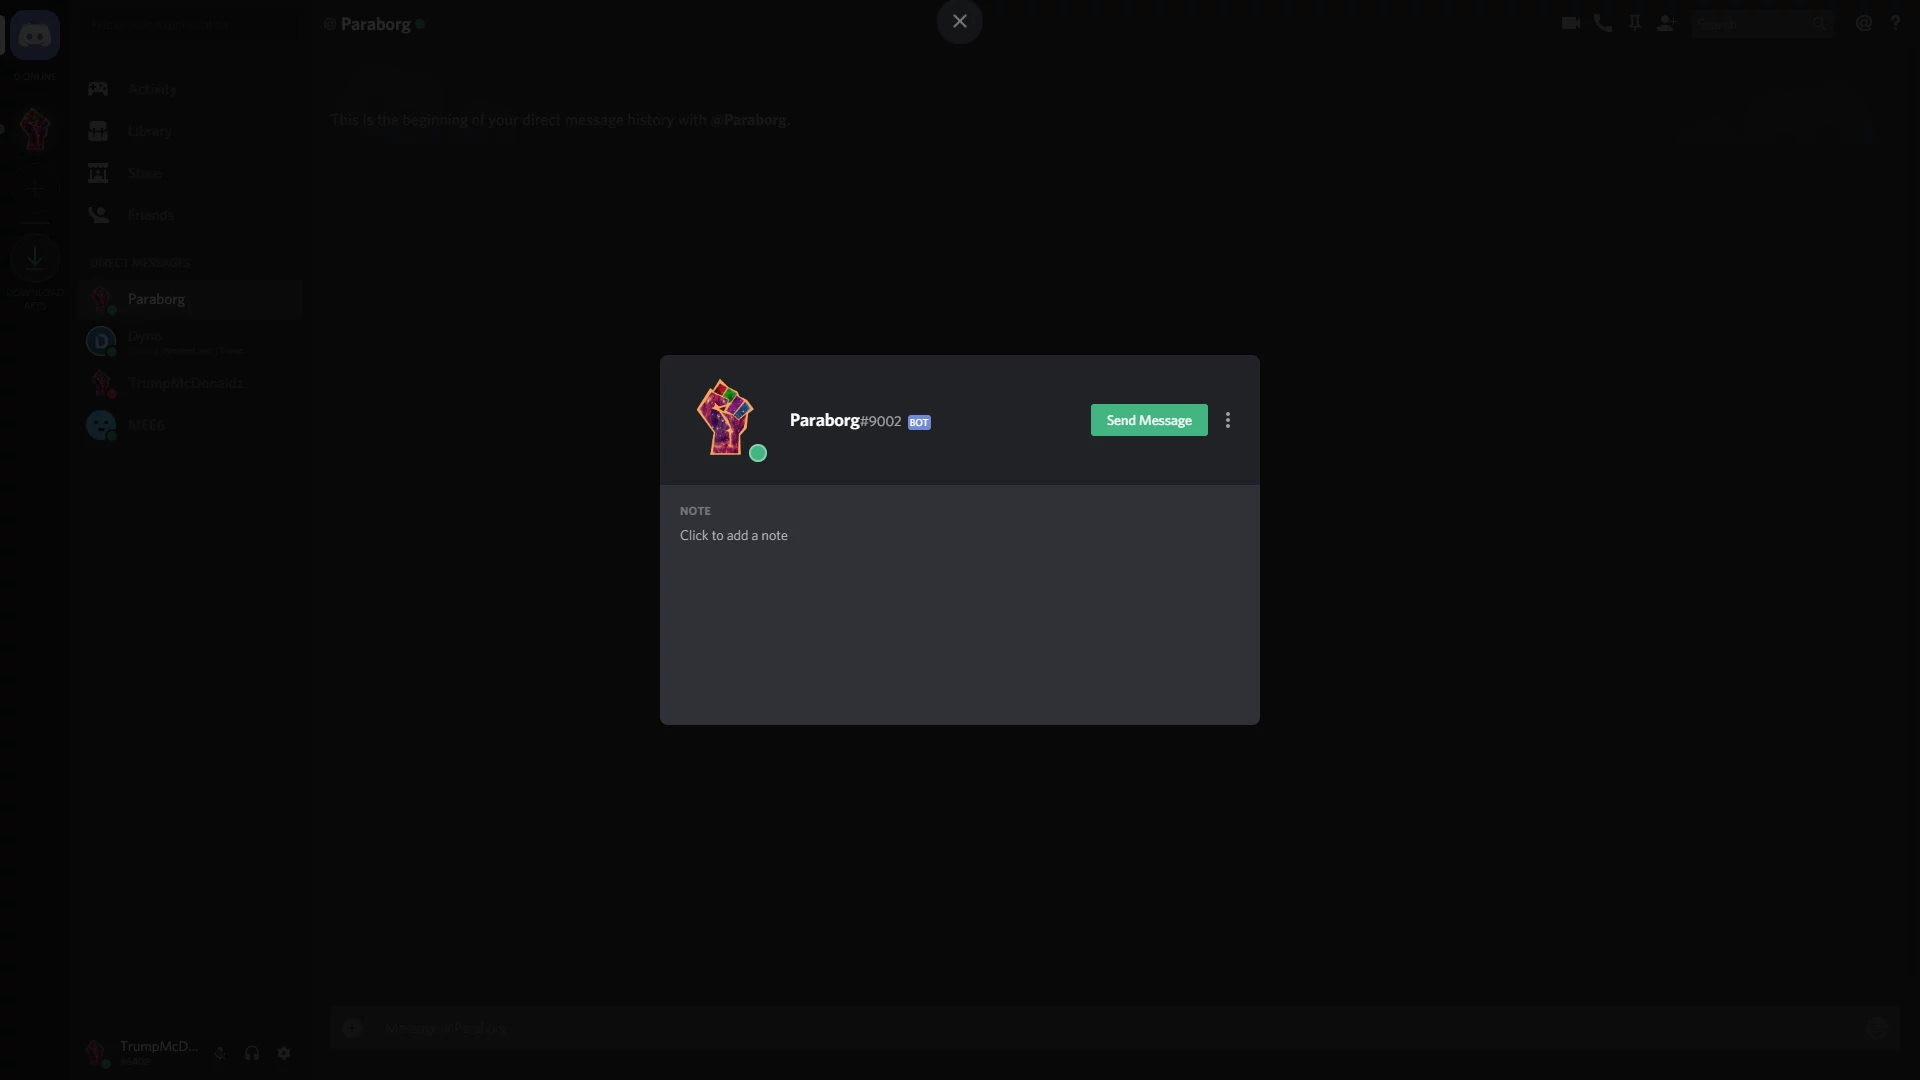 @ Paraborg
Search
0 ONLINE
Activity
Library
Store
Friends
This is the beginning of your direct message history with @Paraborg.
DIRECT MESSAGES
DOWNLOAD
APPS
Paraborg
Dyno
TrumpMcDonaldz
MEE6
Paraborg#9002 BOT
Send Message
NOTE
Click to add a note
Message @Paraborg
TrumpMcD...